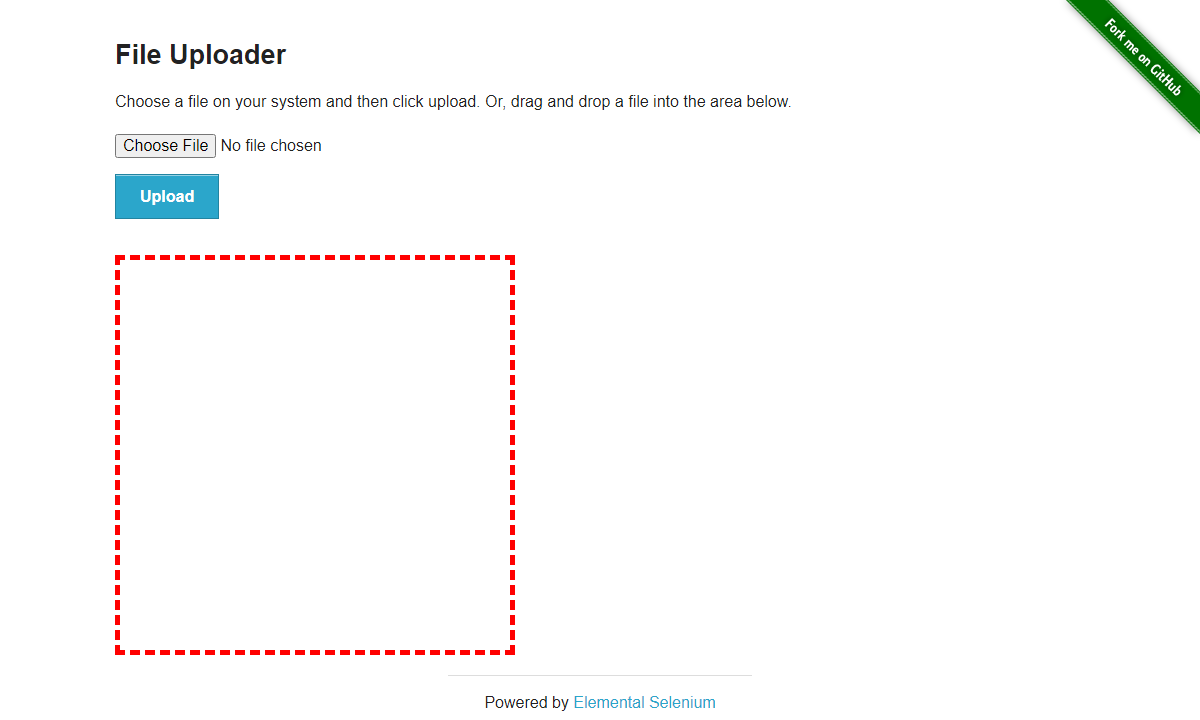 File Uploader
Fork me on GitHub
Choose a file on your system and then click upload. Or, drag and drop a file into the area below.
Choose File No file chosen
Upload
Powered by Elemental Selenium